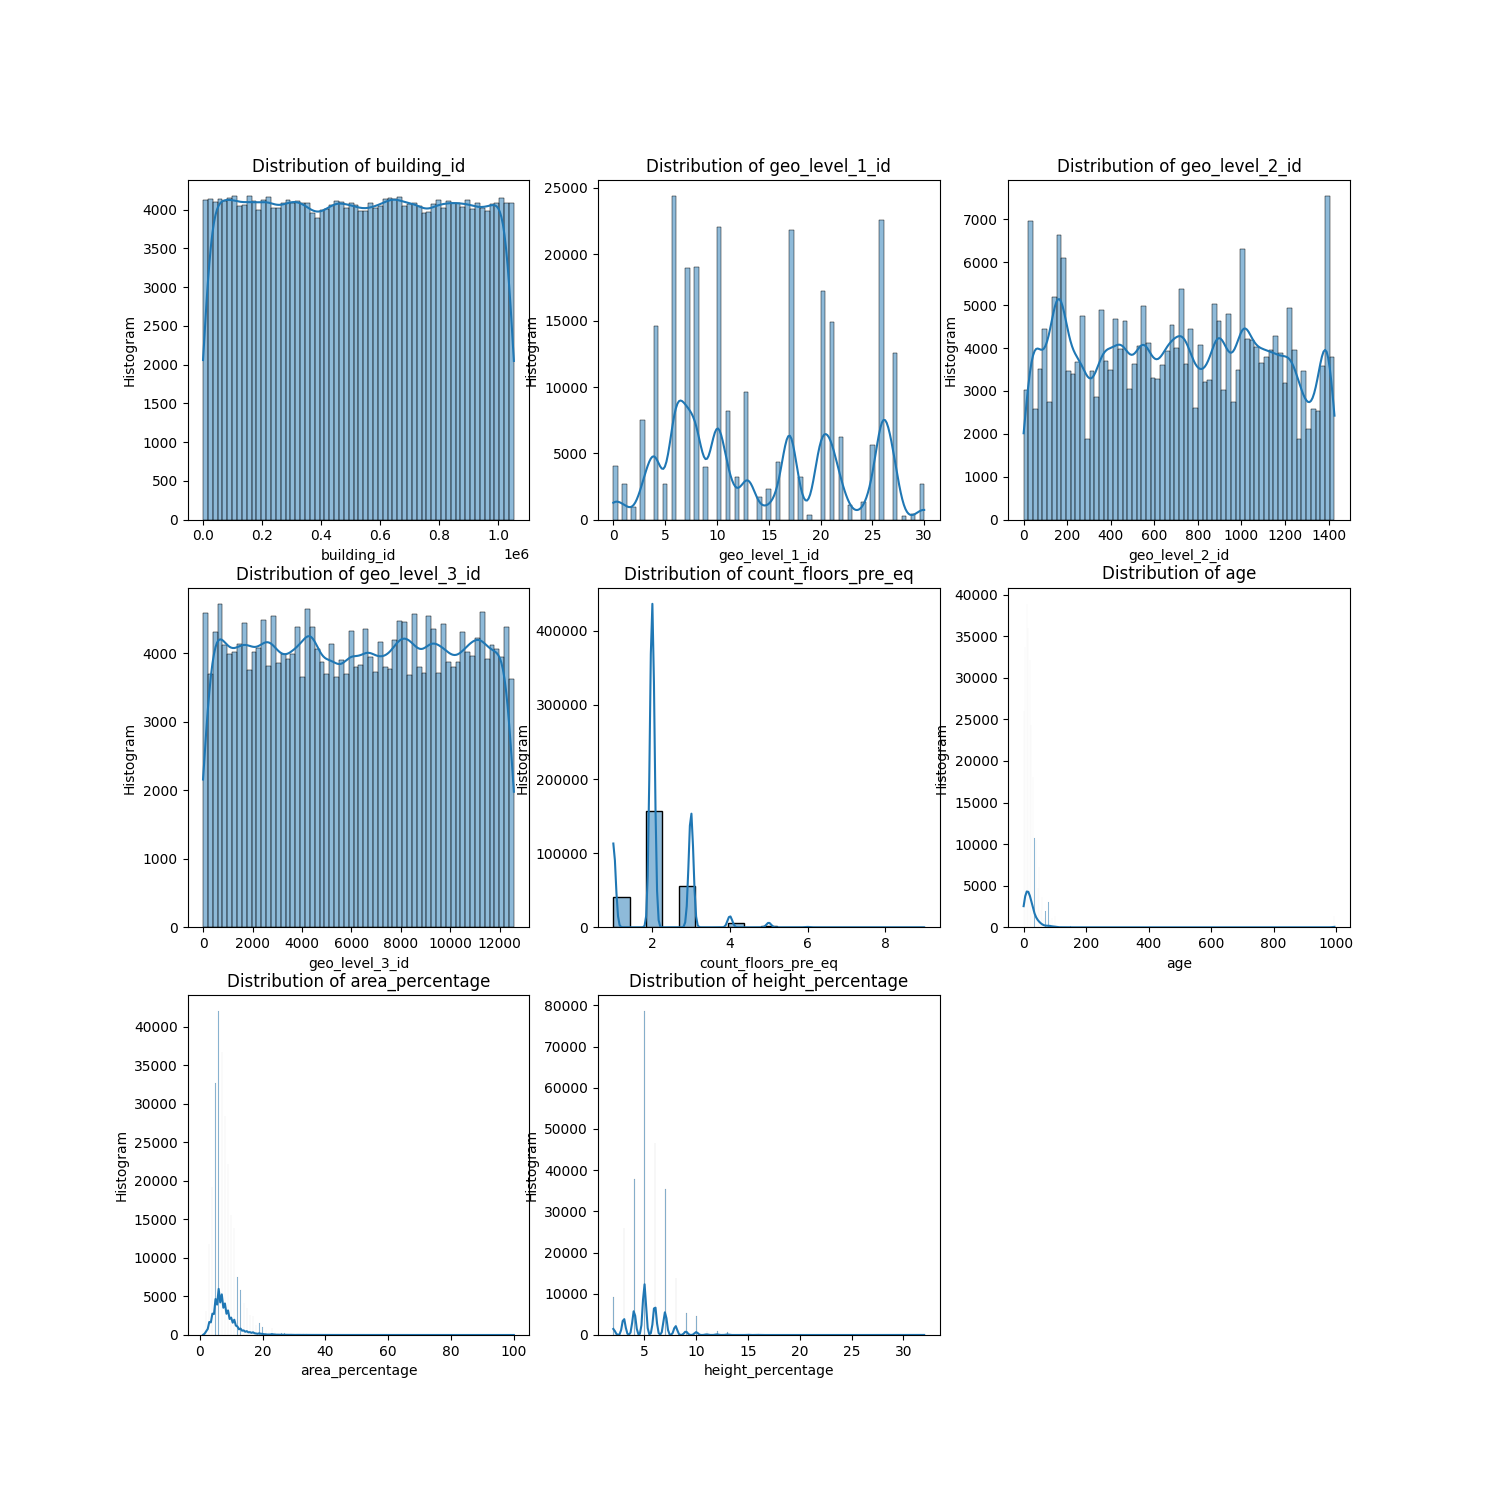 Distribution of building_id
Histogram
4000
3500
3000
2500
2000
1500
1000
500
0
0.0 0.2 0.4 0.6 0.8 1.0
1e6
building_id
Distribution of geo_level_1_id
Histogram
25000
20000
15000
10000
5000
0
0 5 10 15 20 25 30
geo_level_1_id
Distribution of geo_level_2_id
Histogram
7000
6000
5000
4000
3000
2000
1000
0
0 200 400 600 800 1000 1200 1400
geo_level_2_id
Distribution of geo_level_3_id
Histogram
4000
3000
2000
1000
0
0 2000 4000 6000 8000 10000 12000
geo_level_3_id
Distribution of count_floors_pre_eq
Histogram
400000
300000
200000
100000
0
2 4 6 8
count_floors_pre_eq
Distribution of age
Histogram
40000
35000
30000
25000
20000
15000
10000
5000
0
0 200 400 600 800 1000
age
Distribution of area_percentage
Histogram
40000
35000
30000
25000
20000
15000
10000
5000
0
0 20 40 60 80 100
area_percentage
Distribution of height_percentage
Histogram
80000
70000
60000
50000
40000
30000
20000
10000
0
5 10 15 20 25 30
height_percentage